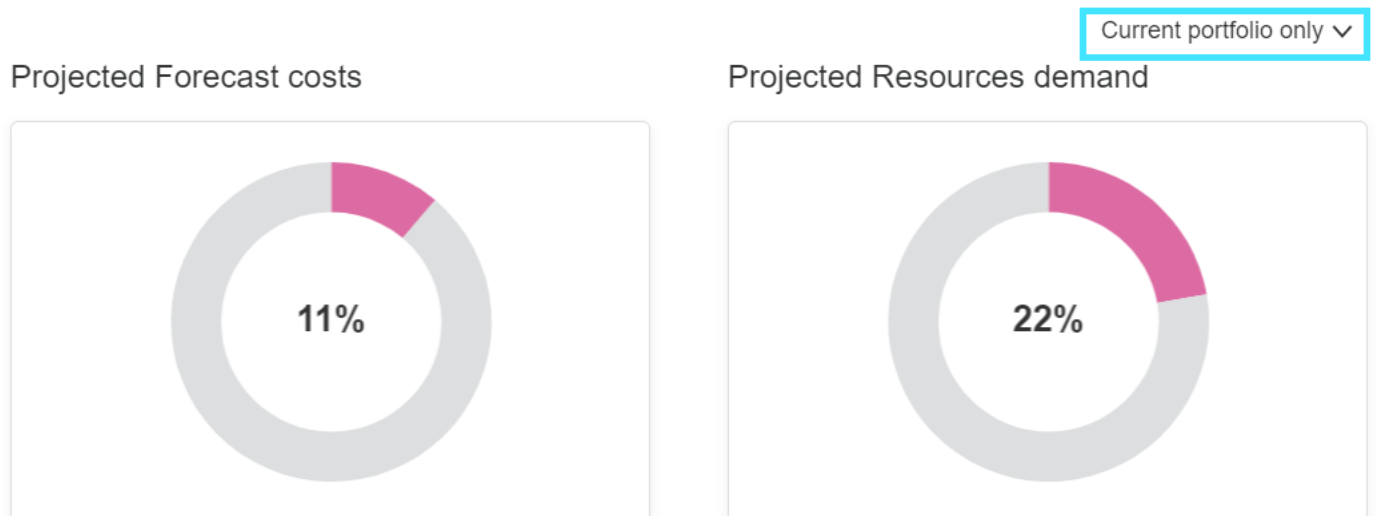 Current portfolio only
Projected Forecast costs
Projected Resources demand
11%
22%